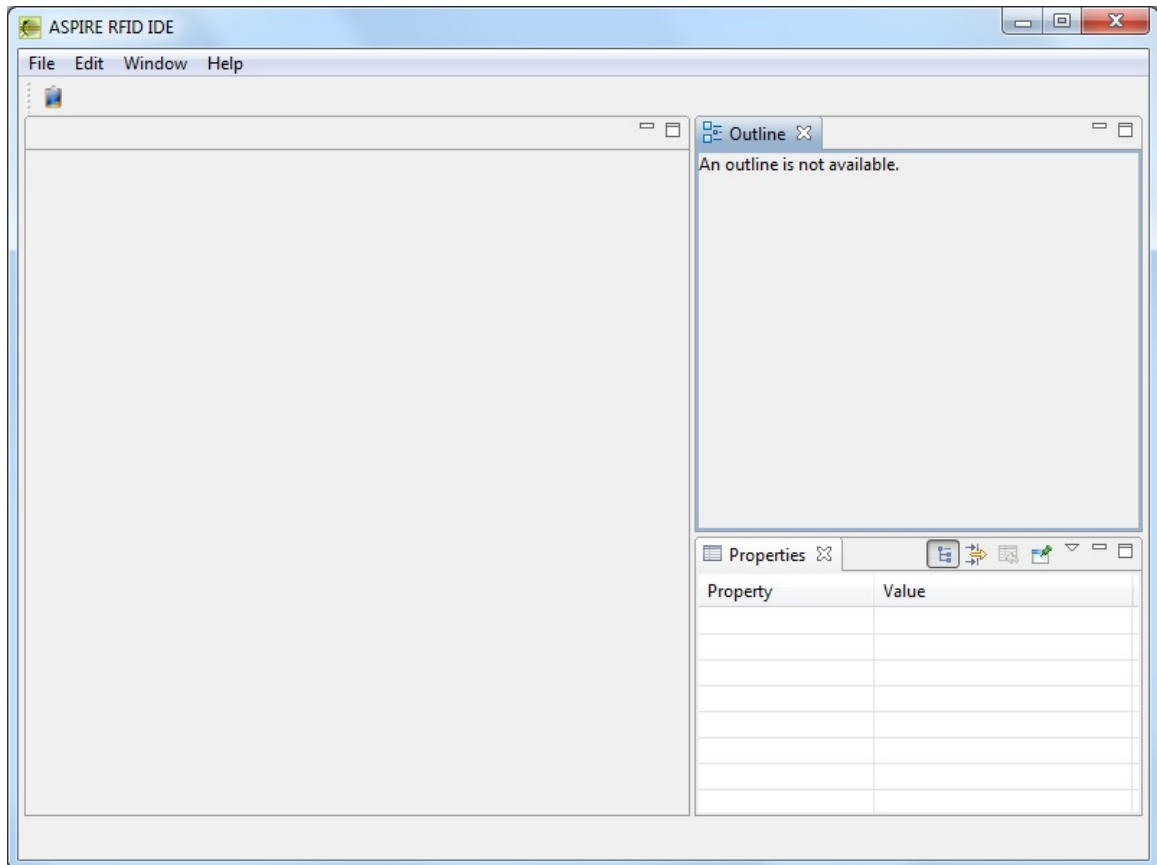 ASPIRE RFID IDE
File Edit Window Help
Outline
An outline is not available.
Properties
Property Value